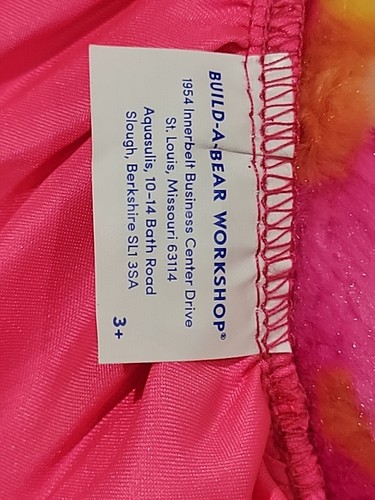 BUILD-A-BEAR WORKSHOP®
1954 Innerbelt Business Center Drive
St. Louis, Missouri 63114
Aquasulis, 10-14 Bath Road
Slough, Berkshire SL1 3SA
3+